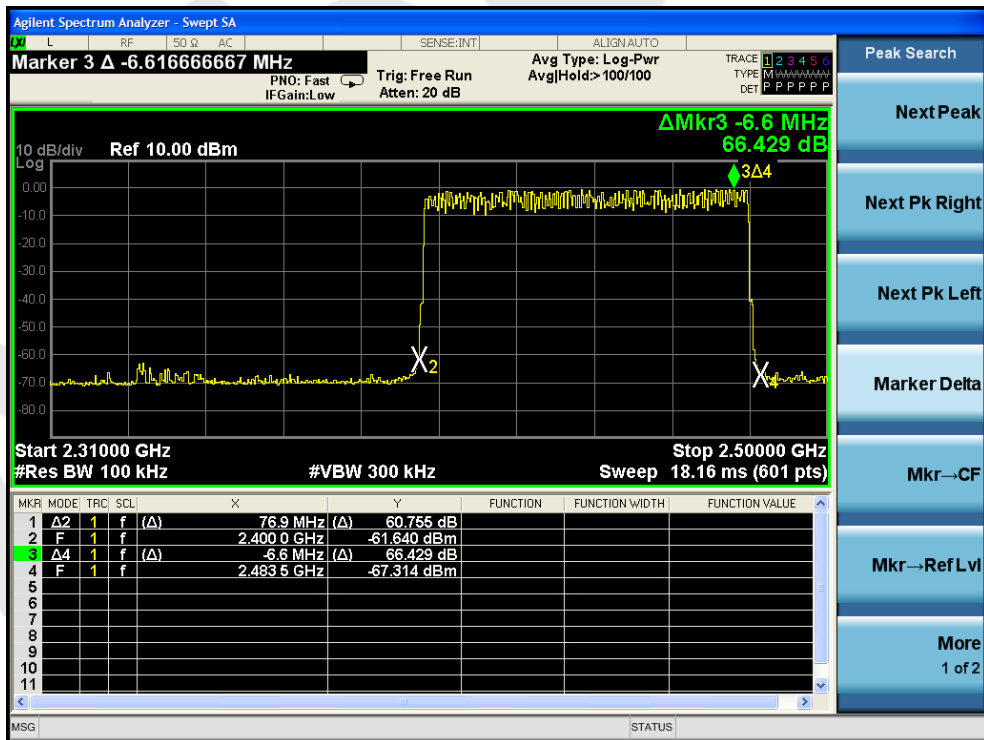 Agilent Spectrum Analyzer - Swept SA
LXI L RF 50 Ω AC SENSE:INT ALIGN AUTO
Marker 3 Δ -6.616666667 MHz
PNO: Fast
IFGain:Low
Trig: Free Run
Atten: 20 dB
Avg Type: Log-Pwr
Avg|Hold:> 100/100
TRACE 1 2 3 4 5 6
TYPE M W W W W W
DET P P P P P P
ΔMkr3 -6.6 MHz
66.429 dB
10 dB/div Ref 10.00 dBm
Log
3Δ4
0.00
-10.0
-20.0
-30.0
-40.0
-50.0
-60.0
2
-70.0
4
-80.0
Start 2.31000 GHz Stop 2.50000 GHz
#Res BW 100 kHz #VBW 300 kHz Sweep 18.16 ms (601 pts)
MKR MODE TRC SCL X Y FUNCTION FUNCTION WIDTH FUNCTION VALUE
1 Δ2 1 f (Δ) 76.9 MHz (Δ) 60.755 dB
2 F 1 f 2.400 0 GHz -61.640 dBm
3 Δ4 1 f (Δ) -6.6 MHz (Δ) 66.429 dB
4 F 1 f 2.483 5 GHz -67.314 dBm
5
6
7
8
9
10
11
MSG STATUS
Peak Search
Next Peak
Next Pk Right
Next Pk Left
Marker Delta
Mkr→CF
Mkr→Ref Lvl
More
1 of 2